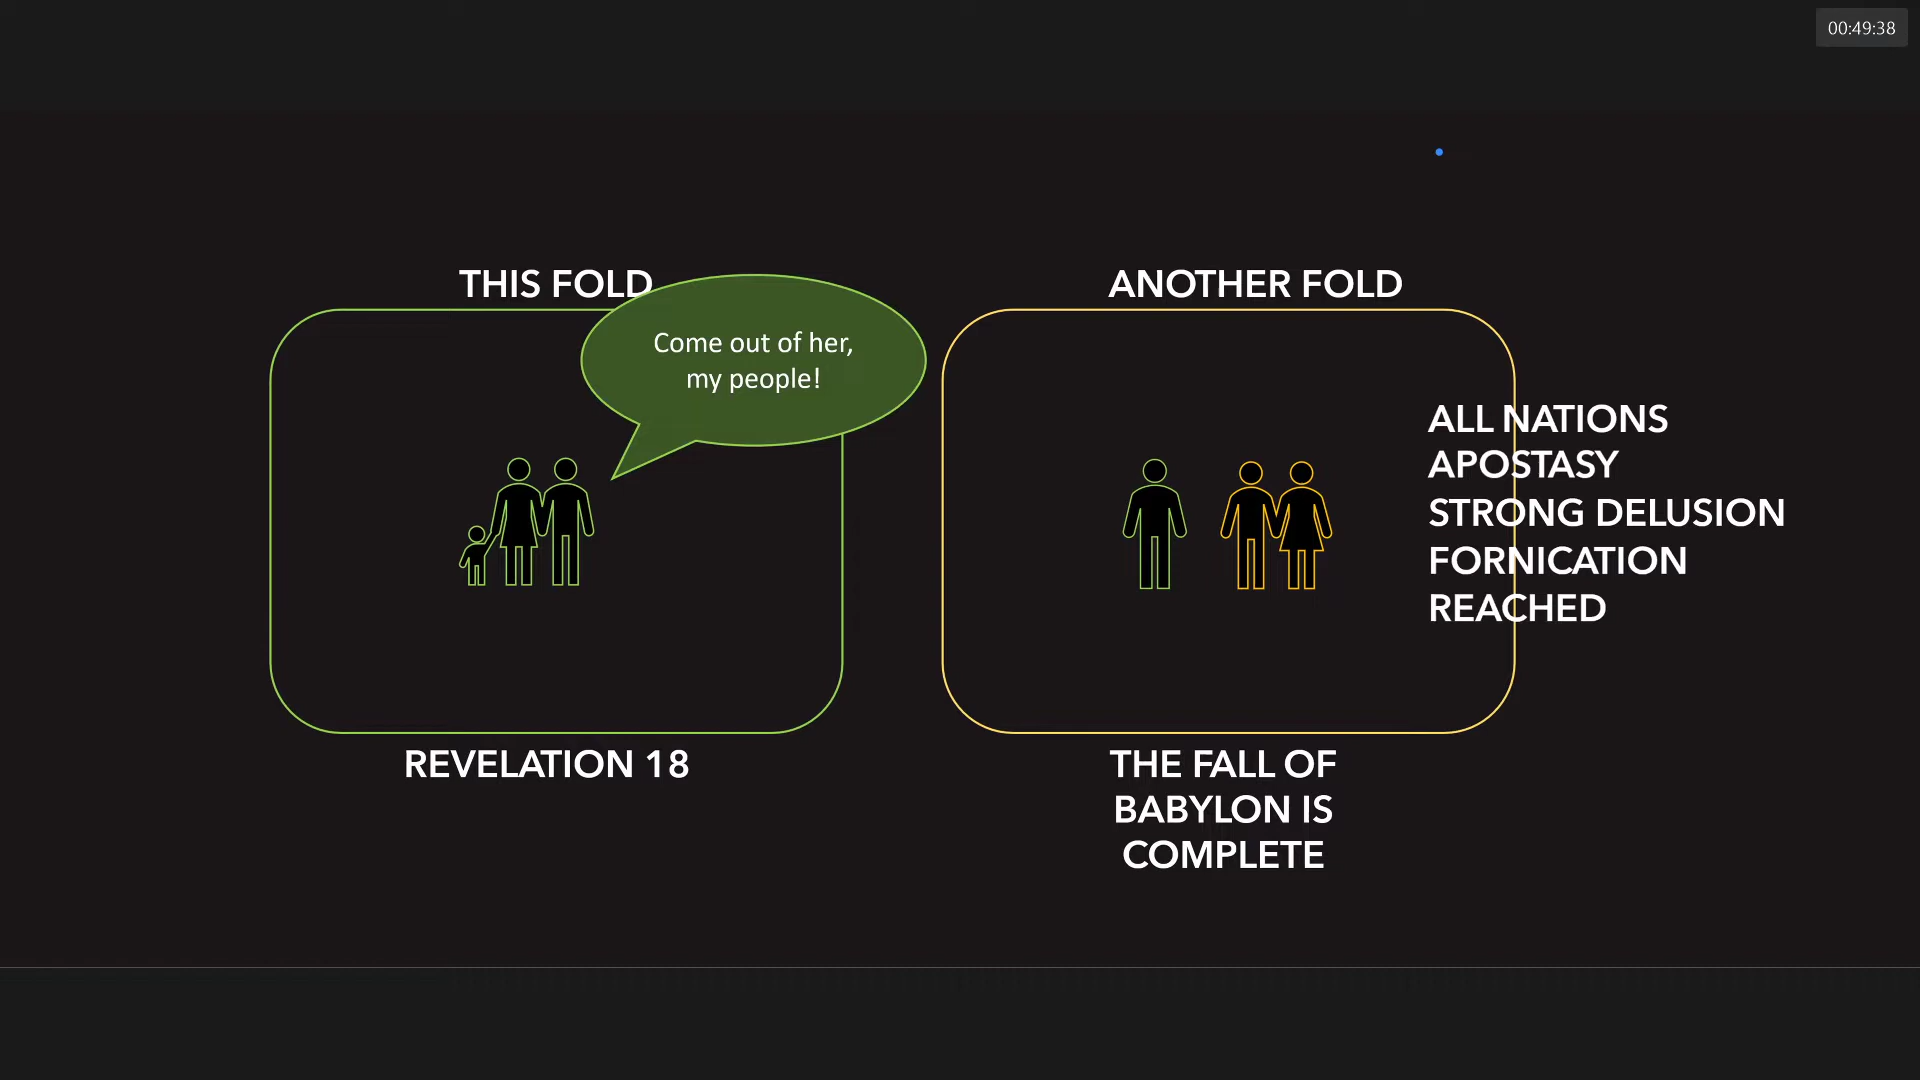 00:49:38
THIS FOLD
Come out of her,
my people!
REVELATION 18
ANOTHER FOLD
ALL NATIONS
APOSTASY
STRONG DELUSION
FORNICATION
REACHED
THE FALL OF
BABYLON IS
COMPLETE